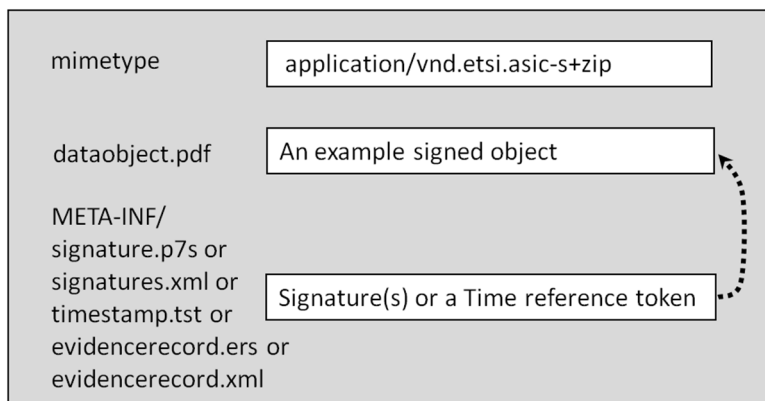 mimetype
application/vnd.etsi.asic-s+zip
dataobject.pdf
An example signed object
META-INF/
signature.p7s or
signatures.xml or
timestamp.tst or
evidencerecord.ers or
evidencerecord.xml
Signature(s) or a Time reference token